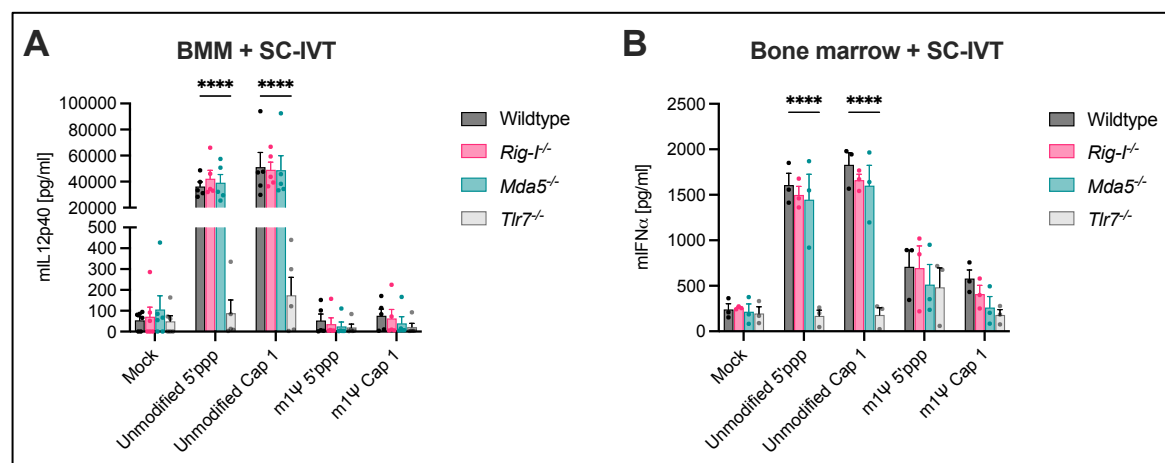 A
BMM + SC-IVT
****
****
mIL12p40 [pg/ml]
100000
80000
60000
40000
20000
500
400
300
200
100
0
Mock
Unmodified 5'ppp
Unmodified Cap 1
m1Ψ 5'ppp
m1Ψ Cap 1
Wildtype
Rig-I-/-
Mda5-/-
Tlr7-/-
B
Bone marrow + SC-IVT
****
****
mIFNα [pg/ml]
2500
2000
1500
1000
500
0
Mock
Unmodified 5'ppp
Unmodified Cap 1
m1Ψ 5'ppp
m1Ψ Cap 1
Wildtype
Rig-I-/-
Mda5-/-
Tlr7-/-